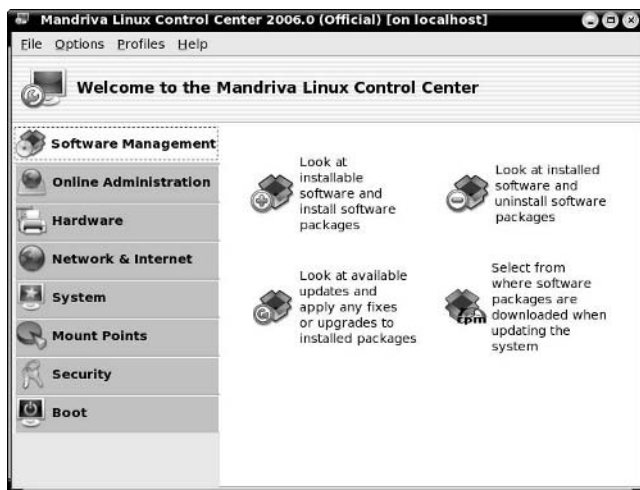 Mandriva Linux Control Center 2006.0 (Official) [on localhost]
File Options Profiles Help
Welcome to the Mandriva Linux Control Center
Software Management
Online Administration
Hardware
Network & Internet
System
Mount Points
Security
Boot
Look at
installable
software and
install software
packages
Look at installed
software and
uninstall software
packages
Look at available
updates and
apply any fixes
or upgrades to
installed packages
Select from
where software
packages are
downloaded when
updating the
system
rpm